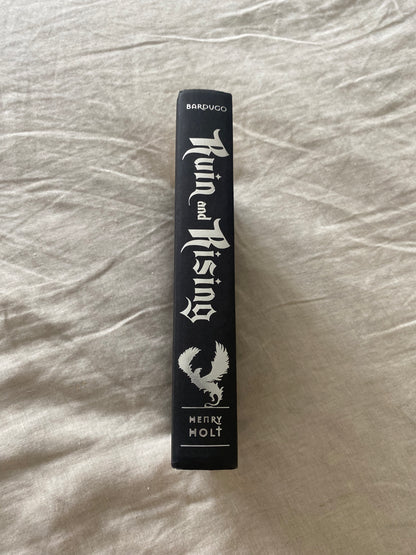 BARDUGO
Ruin and Rising
HENRY
HOLT